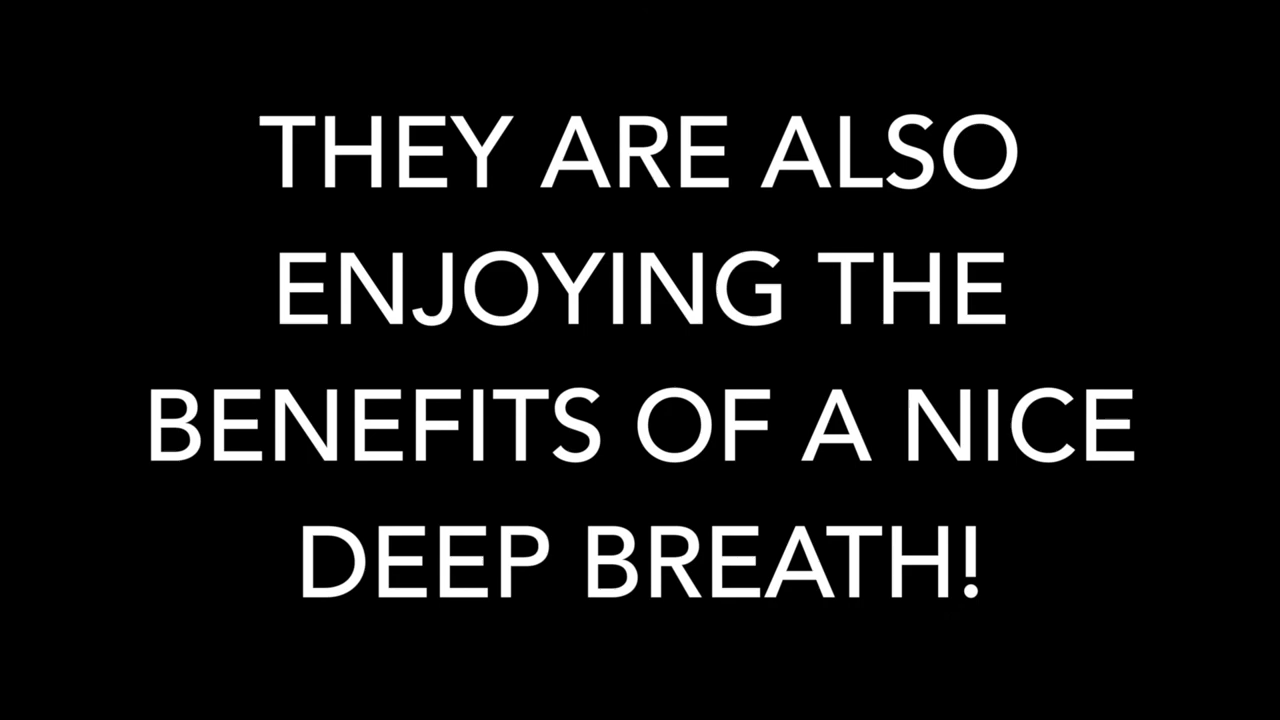 THEY ARE ALSO
ENJOYING THE
BENEFITS OF A NICE
DEEP BREATH!